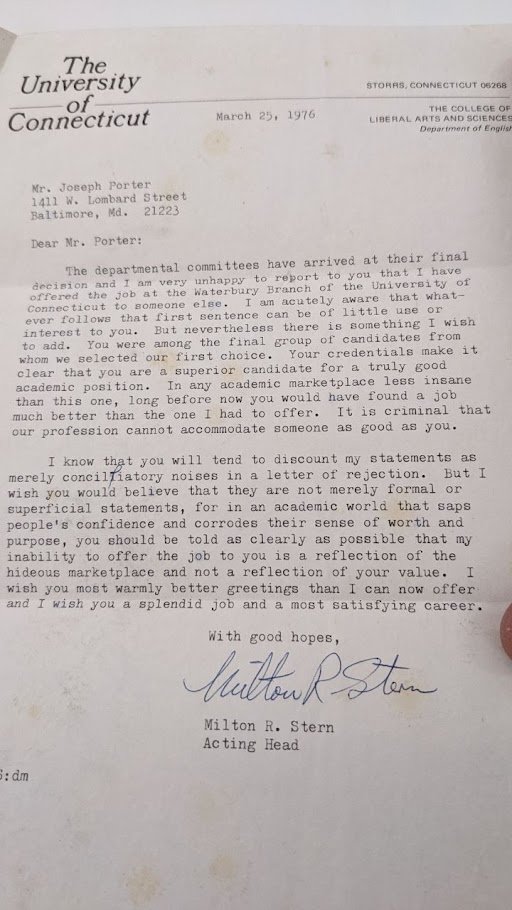 The
University
of
Connecticut
STORRS, CONNECTICUT 06268
THE COLLEGE OF
LIBERAL ARTS AND SCIENCES
Department of English
March 25, 1976
Mr. Joseph Porter
1411 W. Lombard Street
Baltimore, Md. 21223
Dear Mr. Porter:
The departmental committees have arrived at their final
decision and I am very unhappy to report to you that I have
offered the job at the Waterbury Branch of the University of
Connecticut to someone else. I am acutely aware that what-
ever follows that first sentence can be of little use or
interest to you. But nevertheless there is something I wish
to add. You were among the final group of candidates from
whom we selected our first choice. Your credentials make it
clear that you are a superior candidate for a truly good
academic position. In any academic marketplace less insane
than this one, long before now you would have found a job
much better than the one I had to offer. It is criminal that
our profession cannot accommodate someone as good as you.
I know that you will tend to discount my statements as
merely conciliatory noises in a letter of rejection. But I
wish you would believe that they are not merely formal or
superficial statements, for in an academic world that saps
people's confidence and corrodes their sense of worth and
purpose, you should be told as clearly as possible that my
inability to offer the job to you is a reflection of the
hideous marketplace and not a reflection of your value. I
wish you most warmly better greetings than I can now offer
and I wish you a splendid job and a most satisfying career.
With good hopes,
Milton R Stern
Milton R. Stern
Acting Head
:dm